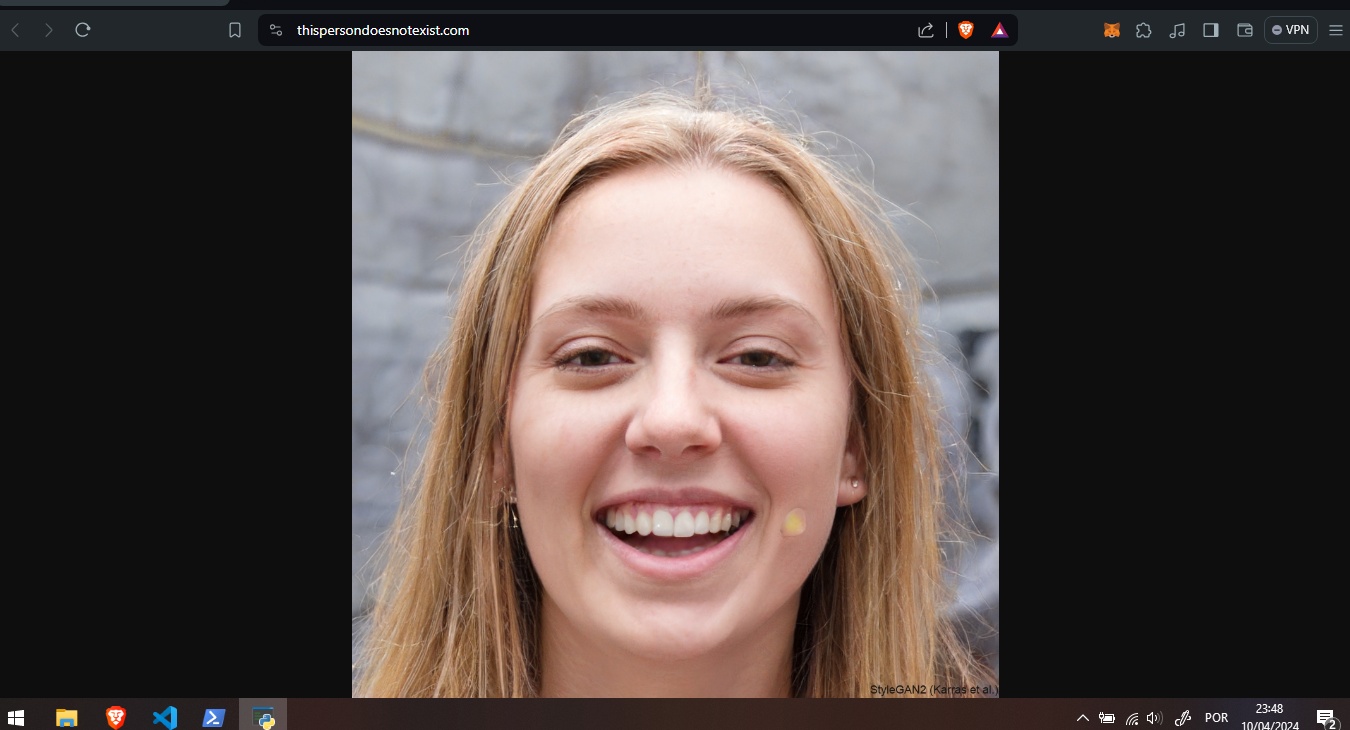 thispersondoesnotexist.com
VPN
StyleGAN2 (Karras et al.)
POR
23:48
10/04/2024
2